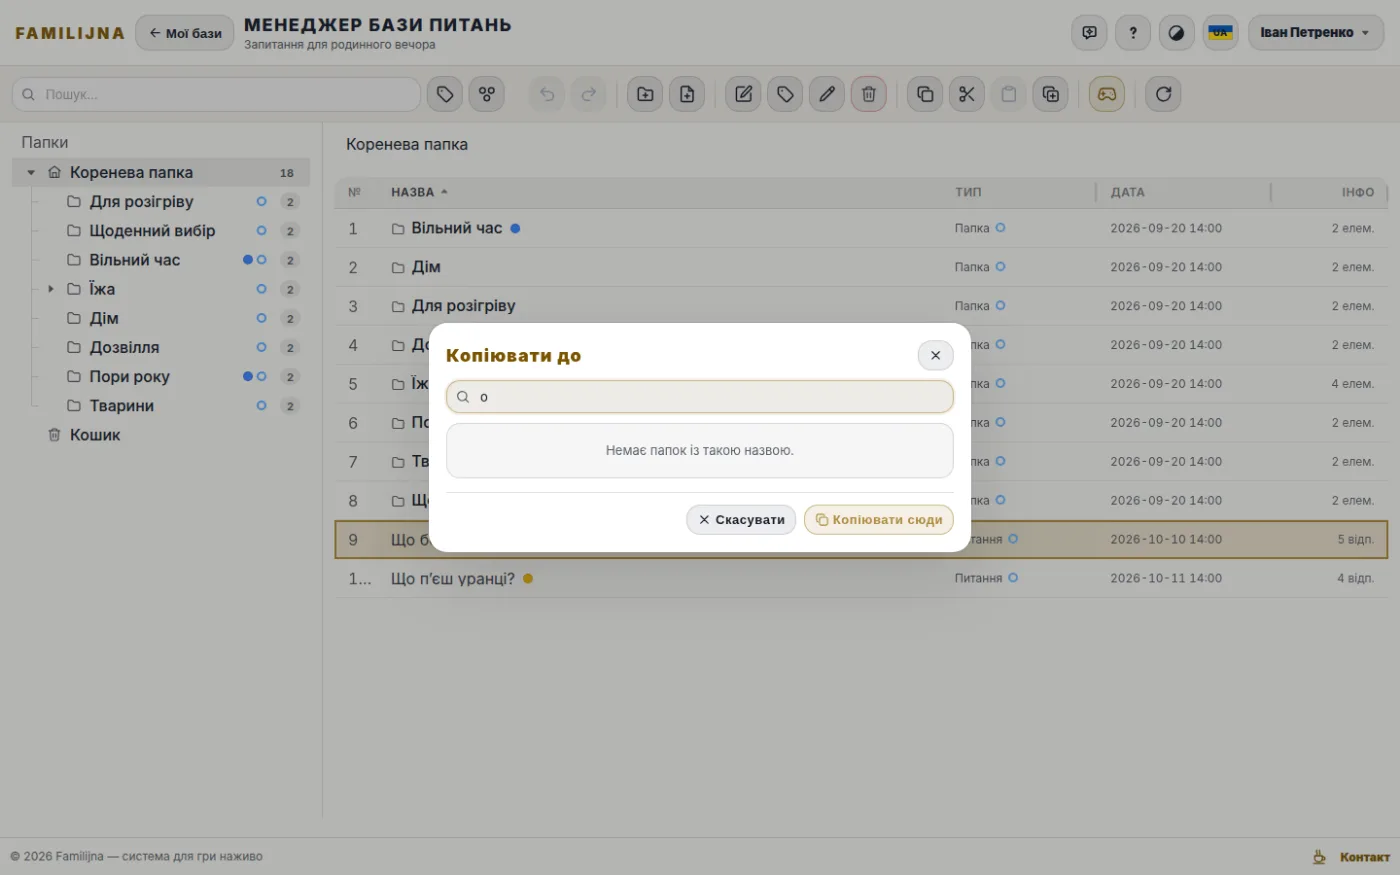 FAMILIJNA
← Мої бази
МЕНЕДЖЕР БАЗИ ПИТАНЬ
Запитання для родинного вечора
?
UA
Іван Петренко
Пошук...
Папки
Коренева папка 18
Для розігріву 2
Щоденний вибір 2
Вільний час 2
Їжа 2
Дім 2
Дозвілля 2
Пори року 2
Тварини 2
Кошик
Коренева папка
№ НАЗВА ТИП ДАТА ІНФО
1 Вільний час Папка 2026-09-20 14:00 2 елем.
2 Дім Папка 2026-09-20 14:00 2 елем.
3 Для розігріву Папка 2026-09-20 14:00 2 елем.
4 2026-09-20 14:00 2 елем.
5 2026-09-20 14:00 4 елем.
6 2026-09-20 14:00 2 елем.
7 2026-09-20 14:00 2 елем.
8 2026-09-20 14:00 2 елем.
9 Що 2026-10-10 14:00 5 відп.
1... Що п’єш уранці? Питання 2026-10-11 14:00 4 відп.
Копіювати до
о
Немає папок із такою назвою.
Скасувати
Копіювати сюди
© 2026 Familijna — система для гри наживо
Контакт